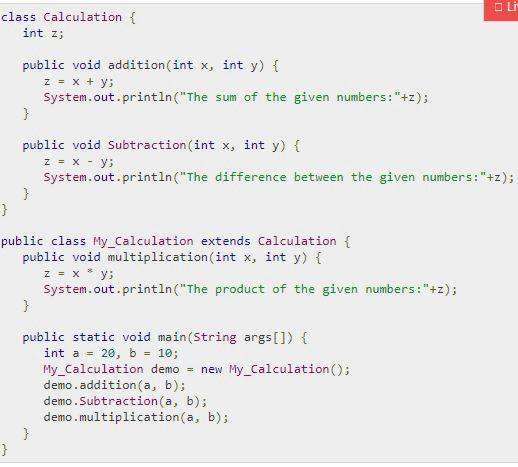 Li
class Calculation {
   int z;

   public void addition(int x, int y) {
      z = x + y;
      System.out.println("The sum of the given numbers:"+z);
   }

   public void Subtraction(int x, int y) {
      z = x - y;
      System.out.println("The difference between the given numbers:"+z);
   }
}

public class My_Calculation extends Calculation {
   public void multiplication(int x, int y) {
      z = x * y;
      System.out.println("The product of the given numbers:"+z);
   }

   public static void main(String args[]) {
      int a = 20, b = 10;
      My_Calculation demo = new My_Calculation();
      demo.addition(a, b);
      demo.Subtraction(a, b);
      demo.multiplication(a, b);
   }
}